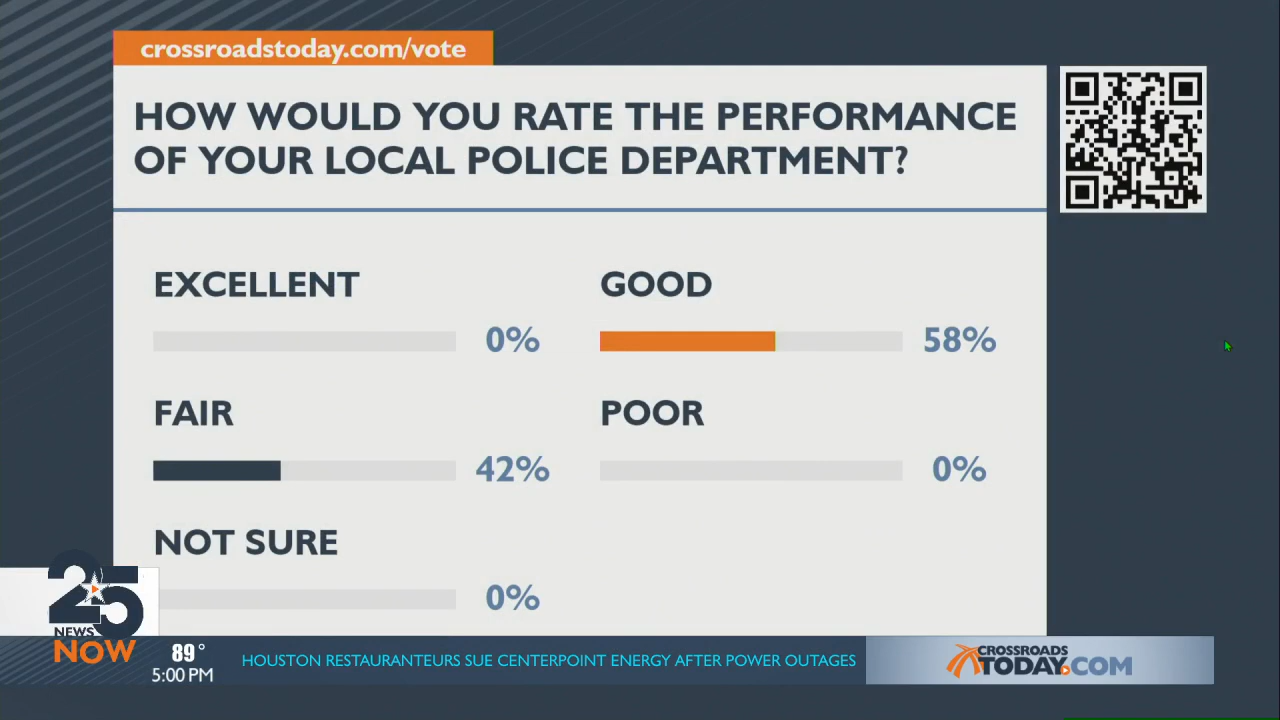 crossroadstoday.com/vote
HOW WOULD YOU RATE THE PERFORMANCE
OF YOUR LOCAL POLICE DEPARTMENT?
EXCELLENT
0%
GOOD
58%
FAIR
42%
POOR
0%
NOT SURE
0%
25
NEWS
NOW
89°
5:00 PM
HOUSTON RESTAURANTEURS SUE CENTERPOINT ENERGY AFTER POWER OUTAGES
CROSSROADS
TODAY.COM